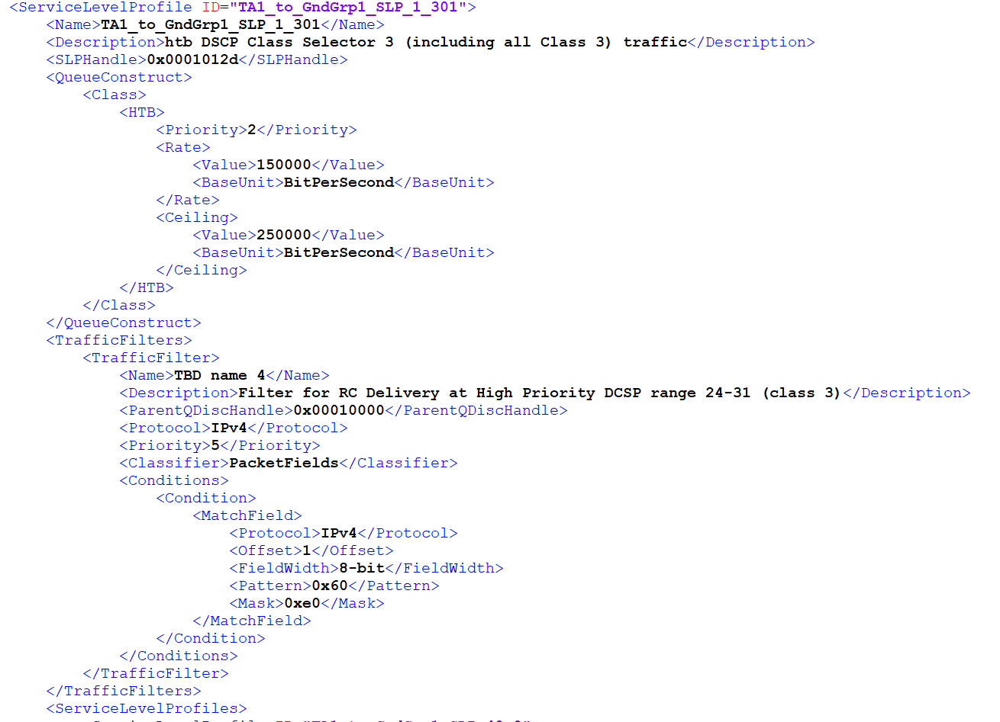 <ServiceLevelProfile ID="TA1_to_GndGrp1_SLP_1_301">
<Name>TA1_to_GndGrp1_SLP_1_301</Name>
<Description>htb DSCP Class Selector 3 (including all Class 3) traffic</Description>
<SLPHandle>0x0001012d</SLPHandle>
<QueueConstruct>
<Class>
<HTB>
<Priority>2</Priority>
<Rate>
<Value>150000</Value>
<BaseUnit>BitPerSecond</BaseUnit>
</Rate>
<Ceiling>
<Value>250000</Value>
<BaseUnit>BitPerSecond</BaseUnit>
</Ceiling>
</HTB>
</Class>
</QueueConstruct>
<TrafficFilters>
<TrafficFilter>
<Name>TBD name 4</Name>
<Description>Filter for RC Delivery at High Priority DCSP range 24-31 (class 3)</Description>
<ParentQDiscHandle>0x00010000</ParentQDiscHandle>
<Protocol>IPv4</Protocol>
<Priority>5</Priority>
<Classifier>PacketFields</Classifier>
<Conditions>
<Condition>
<MatchField>
<Protocol>IPv4</Protocol>
<Offset>1</Offset>
<FieldWidth>8-bit</FieldWidth>
<Pattern>0x60</Pattern>
<Mask>0xe0</Mask>
</MatchField>
</Condition>
</Conditions>
</TrafficFilter>
</TrafficFilters>
<ServiceLevelProfiles>